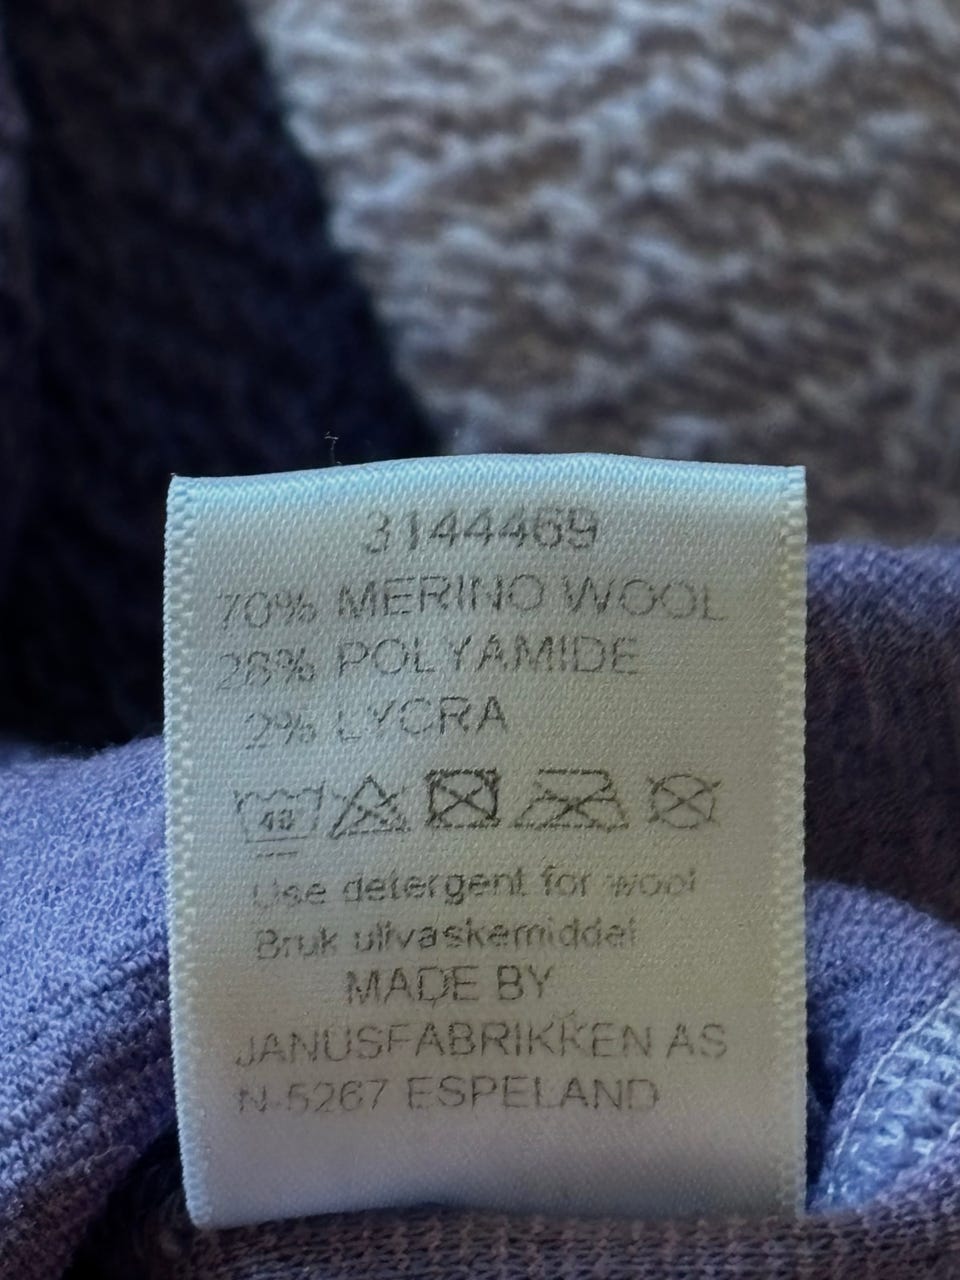 3144469
70% MERINO WOOL
28% POLYAMIDE
2% LYCRA
40
Use detergent for wool
Bruk ullvaskemiddel
MADE BY
JANUSFABRIKKEN AS
N-5267 ESPELAND